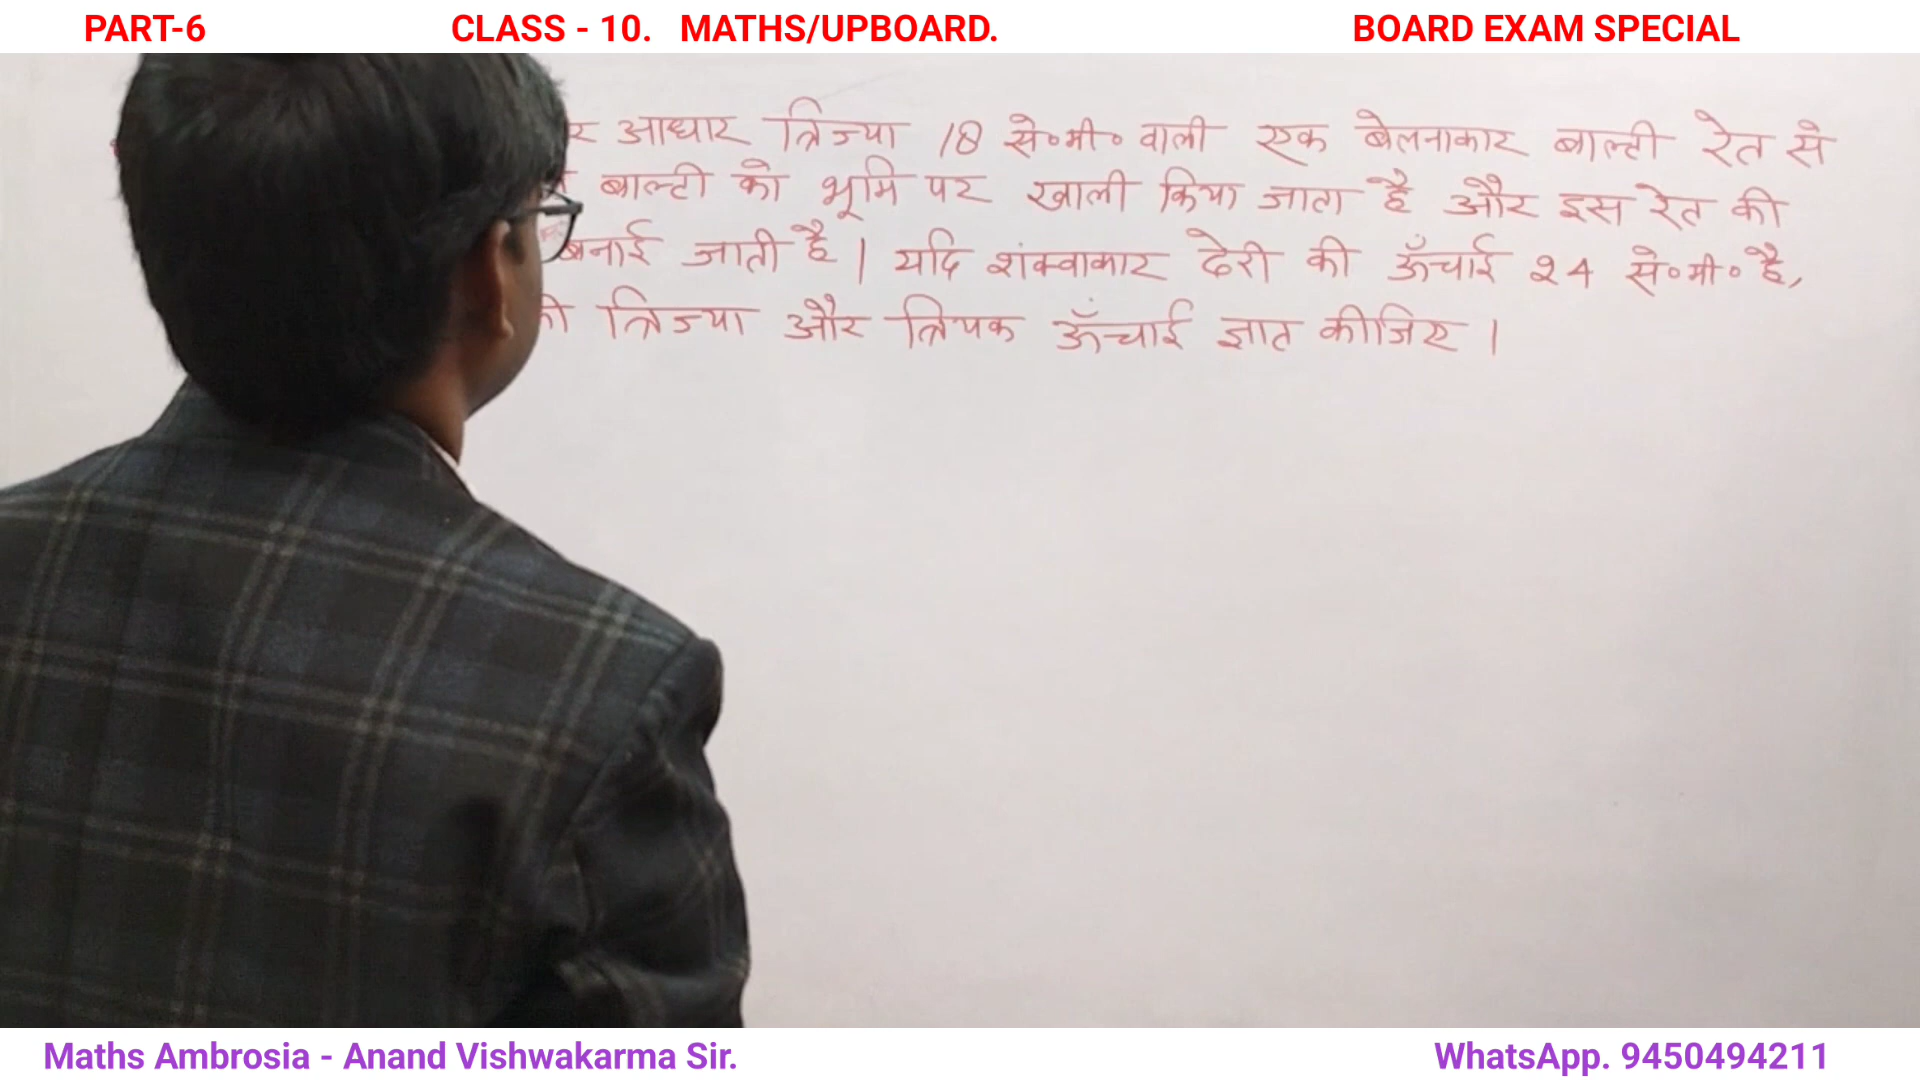 PART-6 CLASS - 10. MATHS/UPBOARD. BOARD EXAM SPECIAL
आधार त्रिज्या 18 से०मी० वाली एक बेलनाकार बाल्टी रेत से
बाल्टी को भूमि पर खाली किया जाता है और इस रेत की
बनाई जाती है । यदि शंक्वाकार ढेरी की ऊँचाई 24 से०मी० है,
त्रिज्या और त्रियक ऊँचाई ज्ञात कीजिए ।
Maths Ambrosia - Anand Vishwakarma Sir. WhatsApp. 9450494211